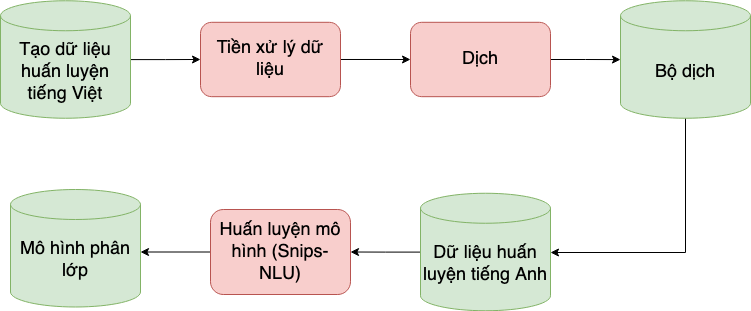 Tạo dữ liệu
huấn luyện
tiếng Việt
Tiền xử lý dữ
liệu
Dịch
Bộ dịch
Mô hình phân
lớp
Huấn luyện mô
hình (Snips-
NLU)
Dữ liệu huấn
luyện tiếng Anh